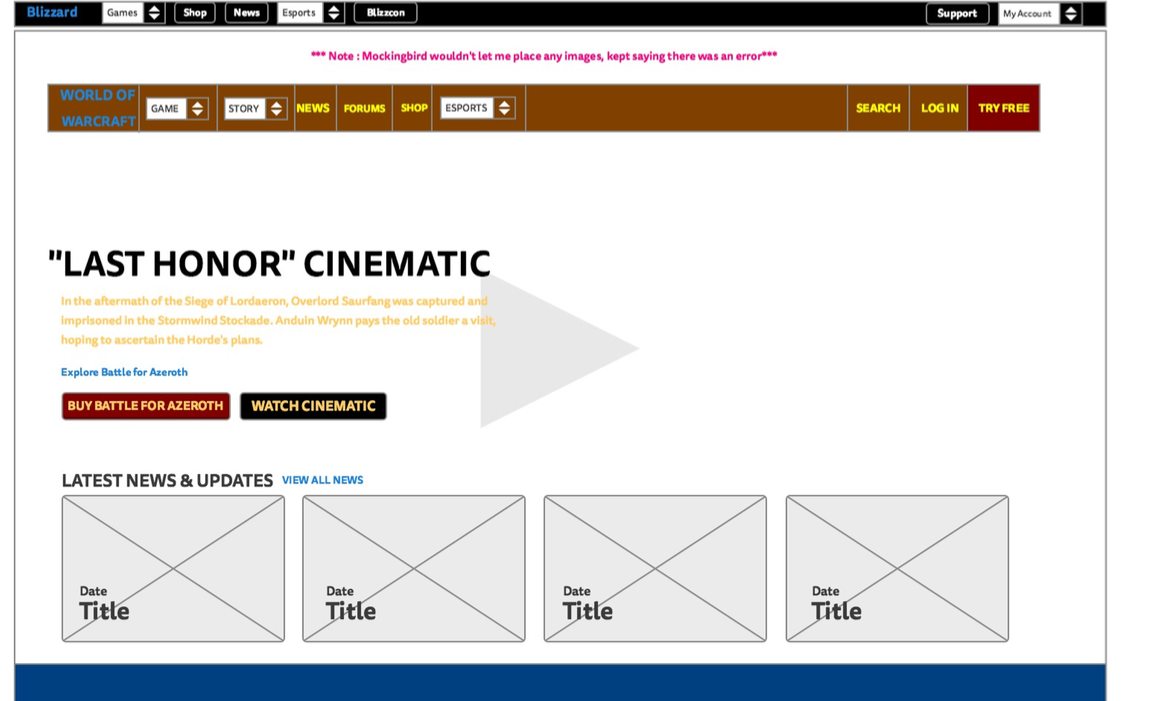 Blizzard Games Shop News Esports Blizzcon Support My Account
*** Note : Mockingbird wouldn't let me place any images, kept saying there was an error***
WORLD OF
WARCRAFT
GAME STORY NEWS FORUMS SHOP ESPORTS SEARCH LOG IN TRY FREE
"LAST HONOR" CINEMATIC
In the aftermath of the Siege of Lordaeron, Overlord Saurfang was captured and
imprisoned in the Stormwind Stockade. Anduin Wrynn pays the old soldier a visit,
hoping to ascertain the Horde's plans.
Explore Battle for Azeroth
BUY BATTLE FOR AZEROTH WATCH CINEMATIC
LATEST NEWS & UPDATES VIEW ALL NEWS
Date Date Date Date
Title Title Title Title